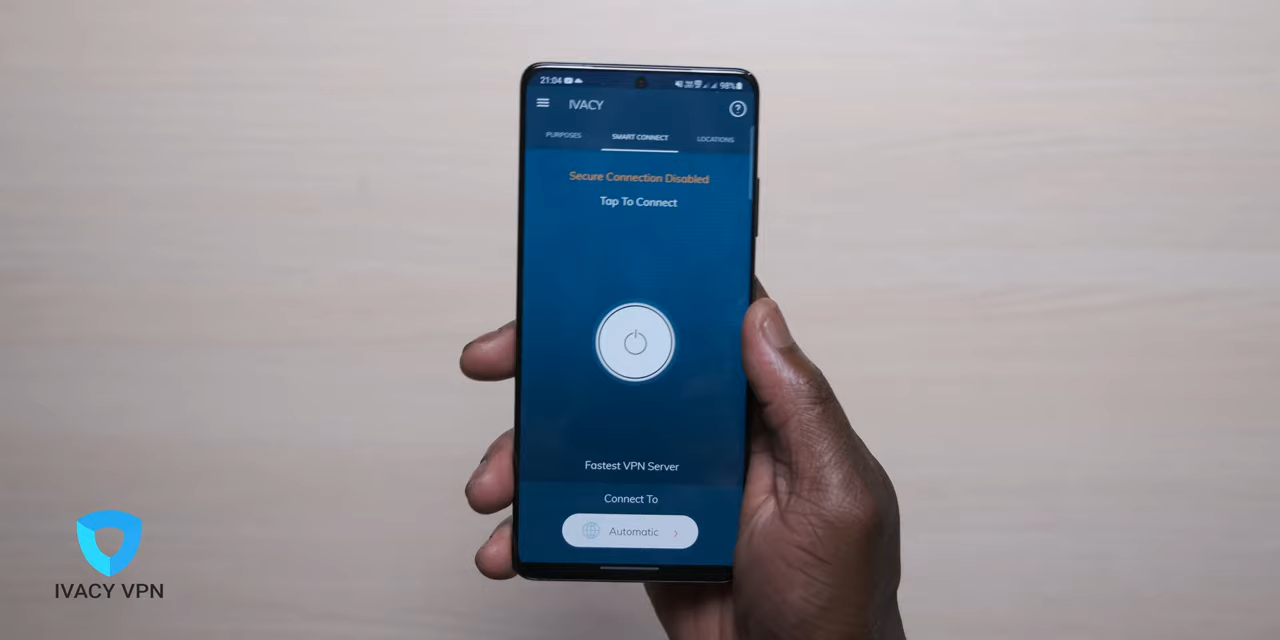 21:04
98%
IVACY
PURPOSES
SMART CONNECT
LOCATIONS
Secure Connection Disabled
Tap To Connect
Fastest VPN Server
Connect To
Automatic
IVACY VPN